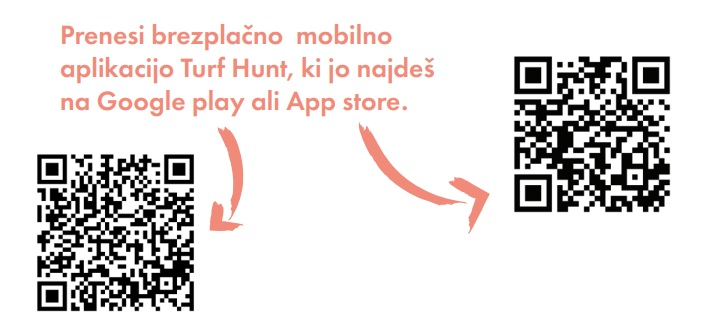 Prenesi brezplačno mobilno
aplikacijo Turf Hunt, ki jo najdeš
na Google play ali App store.